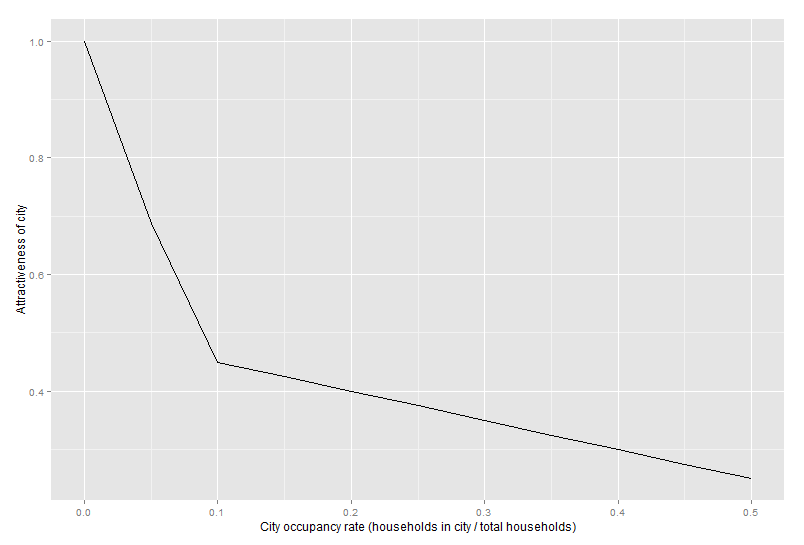 1.0
0.8
0.6
0.4
Attractiveness of city
0.0 0.1 0.2 0.3 0.4 0.5
City occupancy rate (households in city / total households)